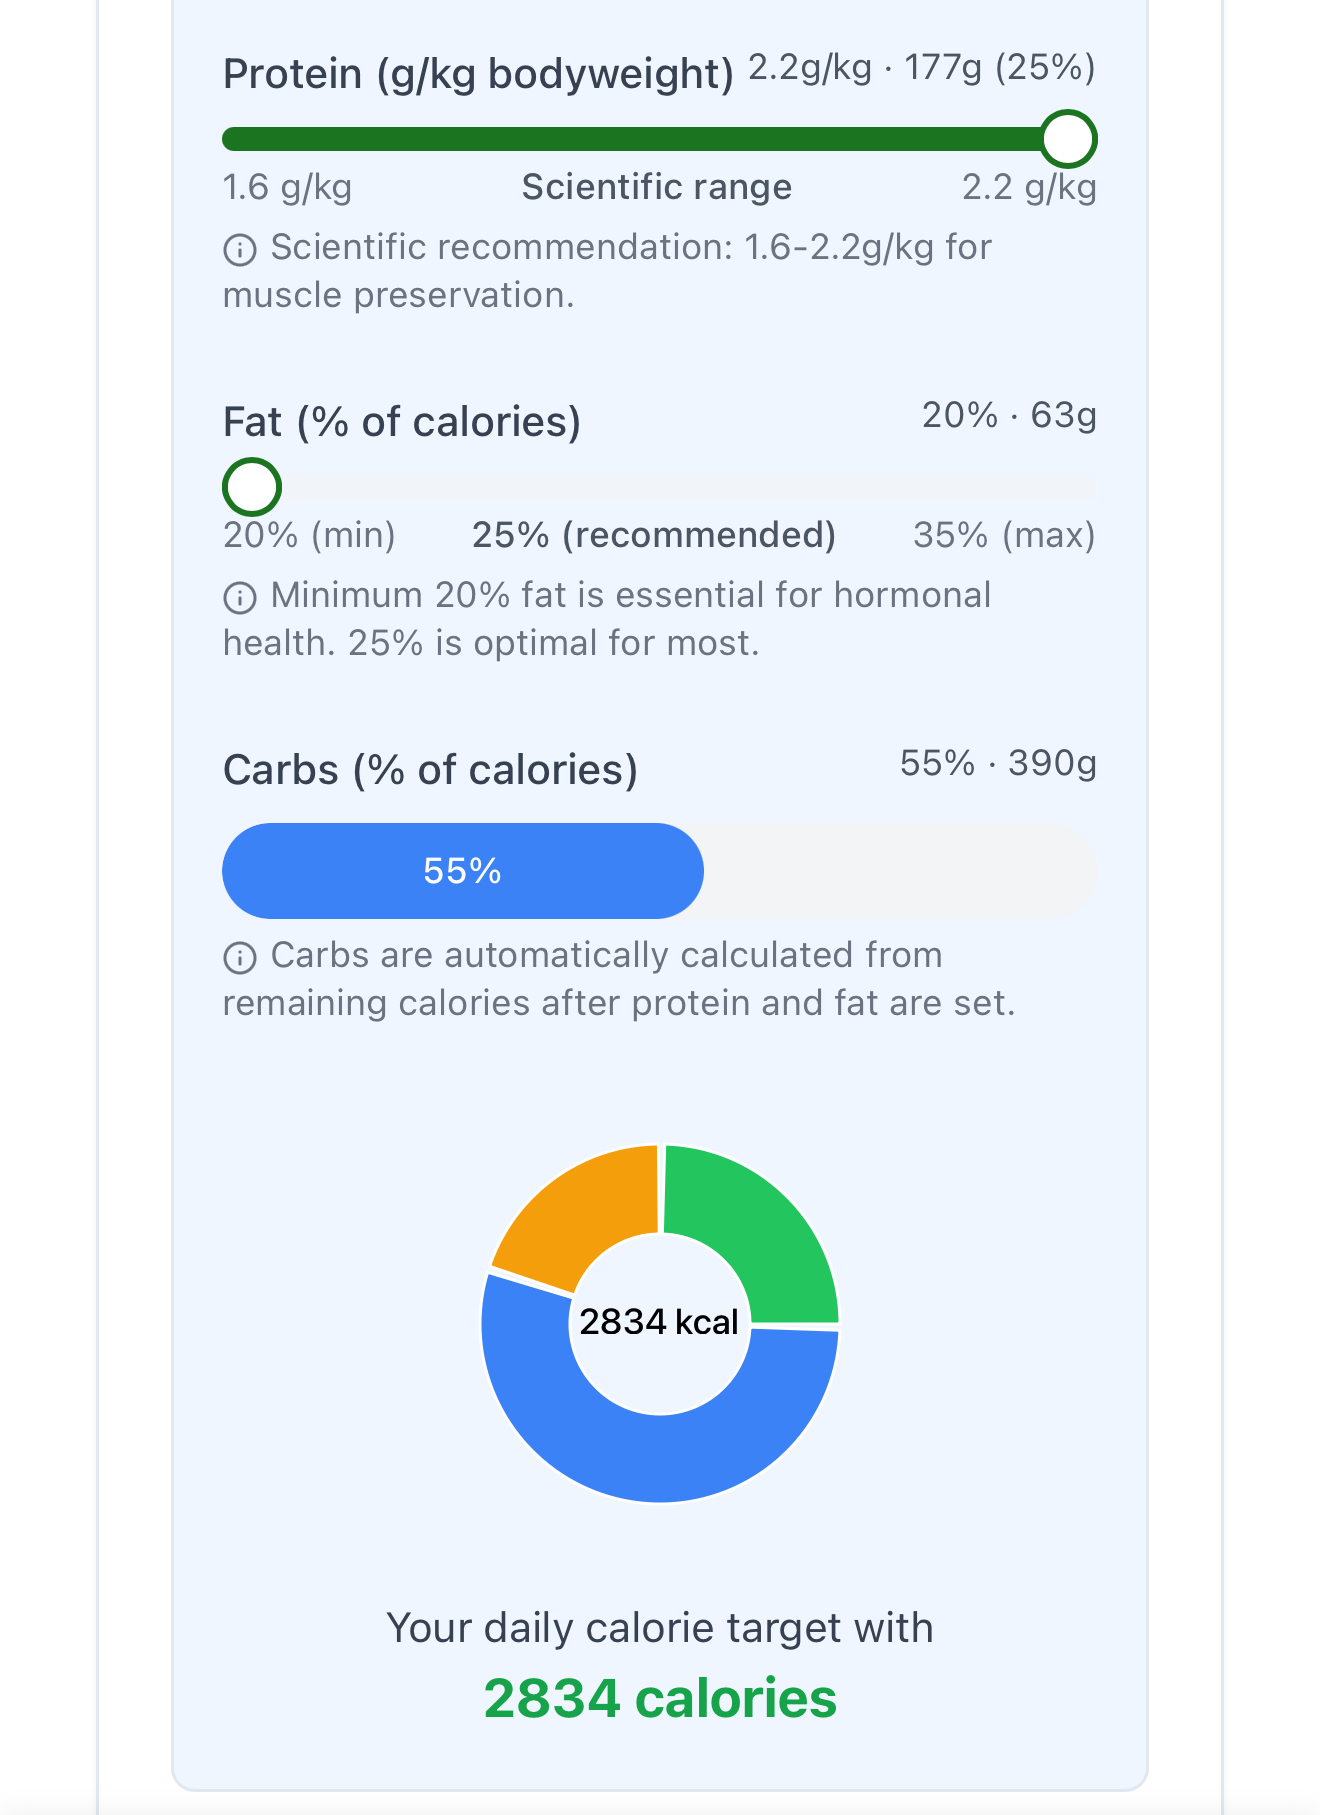 Protein (g/kg bodyweight) 2.2g/kg · 177g (25%)
1.6 g/kg Scientific range 2.2 g/kg
Scientific recommendation: 1.6-2.2g/kg for
muscle preservation.
Fat (% of calories) 20% · 63g
20% (min) 25% (recommended) 35% (max)
Minimum 20% fat is essential for hormonal
health. 25% is optimal for most.
Carbs (% of calories) 55% · 390g
55%
Carbs are automatically calculated from
remaining calories after protein and fat are set.
2834 kcal
Your daily calorie target with
2834 calories